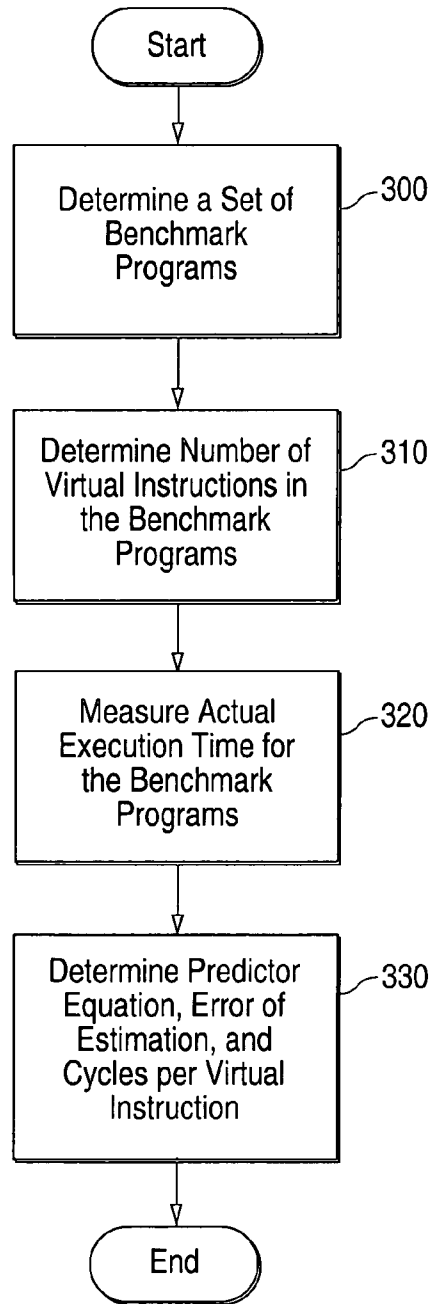 Start
Determine a Set of
Benchmark
Programs
300
Determine Number of
Virtual Instructions in
the Benchmark
Programs
310
Measure Actual
Execution Time for
the Benchmark
Programs
320
Determine Predictor
Equation, Error of
Estimation, and
Cycles per Virtual
Instruction
330
End